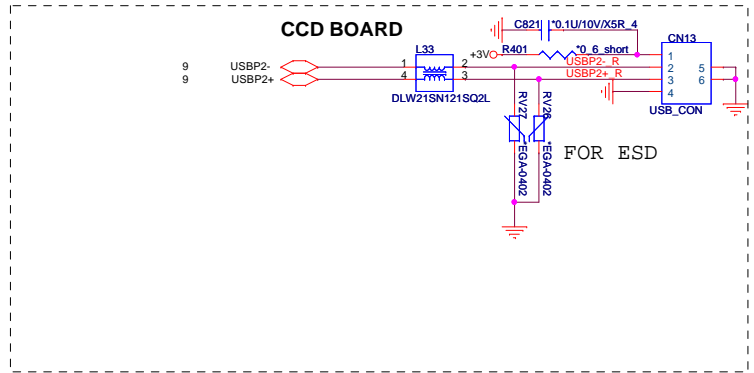 CCD BOARD
C821 *0.1U/10V/X5R_4
CN13
+3V R401 *0_6_short
L33
1
9 USBP2- 1 2 USBP2-_R 2 5
9 USBP2+ 4 3 USBP2+_R 3 6
4
DLW21SN121SQ2L
USB_CON
RV27
RV26
*EGA-0402
*EGA-0402
FOR ESD